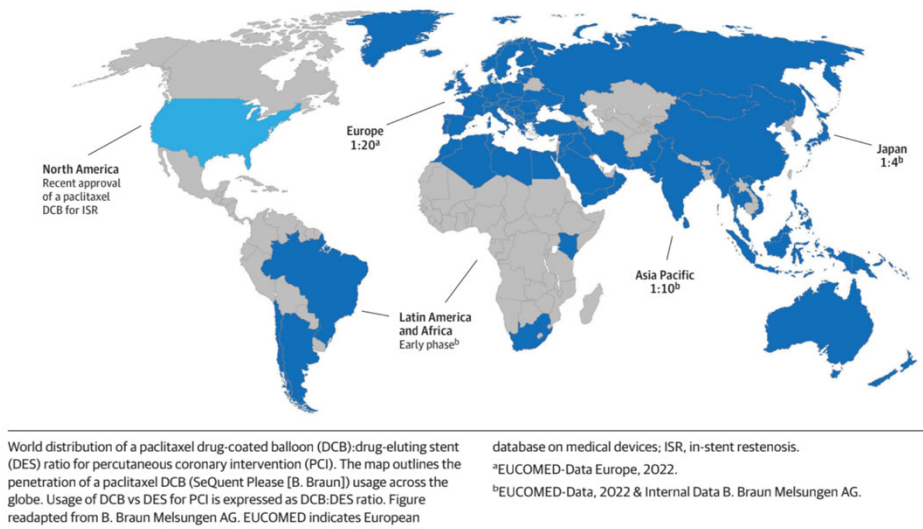 Europe
1:20ᵃ
Japan
1:4ᵇ
North America
Recent approval
of a paclitaxel
DCB for ISR
Asia Pacific
1:10ᵇ
Latin America
and Africa
Early phaseᵇ
World distribution of a paclitaxel drug-coated balloon (DCB):drug-eluting stent
(DES) ratio for percutaneous coronary intervention (PCI). The map outlines the
penetration of a paclitaxel DCB (SeQuent Please [B. Braun]) usage across the
globe. Usage of DCB vs DES for PCI is expressed as DCB:DES ratio. Figure
readapted from B. Braun Melsungen AG. EUCOMED indicates European
database on medical devices; ISR, in-stent restenosis.
ᵃEUCOMED-Data Europe, 2022.
ᵇEUCOMED-Data, 2022 & Internal Data B. Braun Melsungen AG.